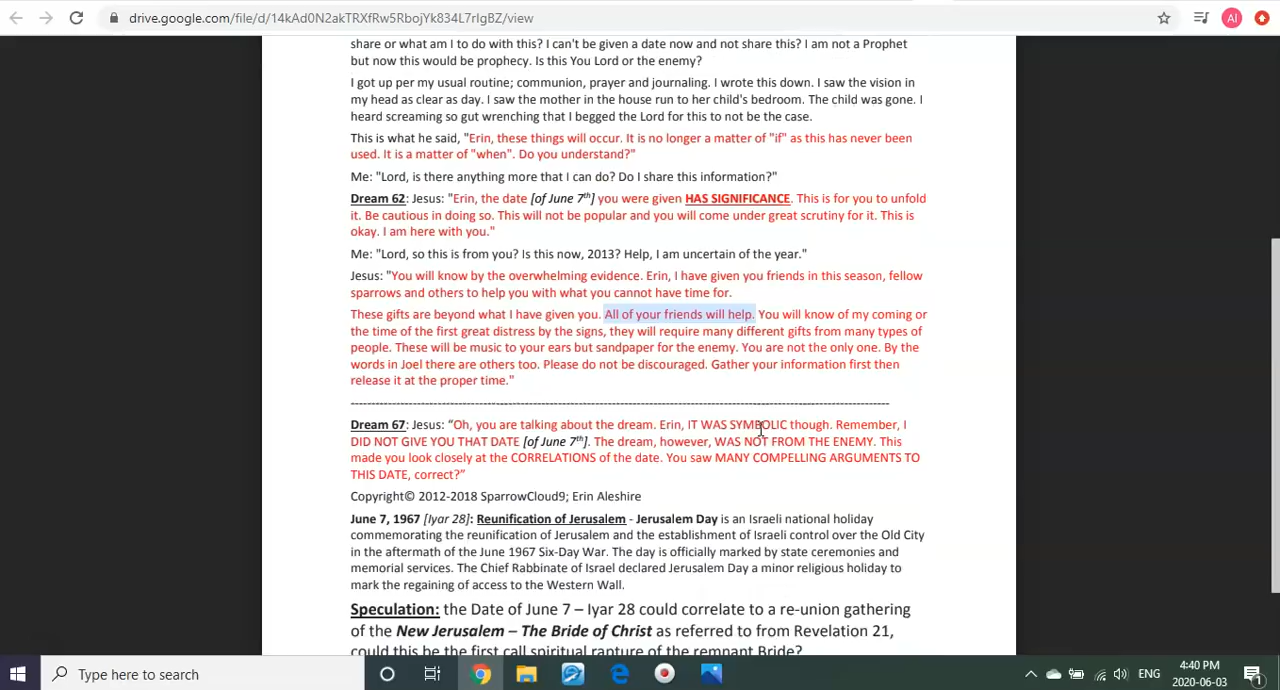 drive.google.com/file/d/14kAd0N2akTRXfRw5RbojYk834L7rIgBZ/view
AI
share or what am I to do with this? I can't be given a date now and not share this? I am not a Prophet
but now this would be prophecy. Is this You Lord or the enemy?
I got up per my usual routine; communion, prayer and journaling. I wrote this down. I saw the vision in
my head as clear as day. I saw the mother in the house run to her child's bedroom. The child was gone. I
heard screaming so gut wrenching that I begged the Lord for this to not be the case.
This is what he said, "Erin, these things will occur. It is no longer a matter of "if" as this has never been
used. It is a matter of "when". Do you understand?"
Me: "Lord, is there anything more that I can do? Do I share this information?"
Dream 62: Jesus: "Erin, the date [of June 7th] you were given HAS SIGNIFICANCE. This is for you to unfold
it. Be cautious in doing so. This will not be popular and you will come under great scrutiny for it. This is
okay. I am here with you."
Me: "Lord, so this is from you? Is this now, 2013? Help, I am uncertain of the year."
Jesus: "You will know by the overwhelming evidence. Erin, I have given you friends in this season, fellow
sparrows and others to help you with what you cannot have time for.
These gifts are beyond what I have given you. All of your friends will help. You will know of my coming or
the time of the first great distress by the signs, they will require many different gifts from many types of
people. These will be music to your ears but sandpaper for the enemy. You are not the only one. By the
words in Joel there are others too. Please do not be discouraged. Gather your information first then
release it at the proper time."
-----------------------------------------------------------------------------------------
Dream 67: Jesus: “Oh, you are talking about the dream. Erin, IT WAS SYMBOLIC though. Remember, I
DID NOT GIVE YOU THAT DATE [of June 7th]. The dream, however, WAS NOT FROM THE ENEMY. This
made you look closely at the CORRELATIONS of the date. You saw MANY COMPELLING ARGUMENTS TO
THIS DATE, correct?”
Copyright© 2012-2018 SparrowCloud9; Erin Aleshire
June 7, 1967 [Iyar 28]: Reunification of Jerusalem - Jerusalem Day is an Israeli national holiday
commemorating the reunification of Jerusalem and the establishment of Israeli control over the Old City
in the aftermath of the June 1967 Six-Day War. The day is officially marked by state ceremonies and
memorial services. The Chief Rabbinate of Israel declared Jerusalem Day a minor religious holiday to
mark the regaining of access to the Western Wall.
Speculation: the Date of June 7 – Iyar 28 could correlate to a re-union gathering
of the New Jerusalem – The Bride of Christ as referred to from Revelation 21,
could this be the first call spiritual rapture of the remnant Bride?
Type here to search
ENG
4:40 PM
2020-06-03
1